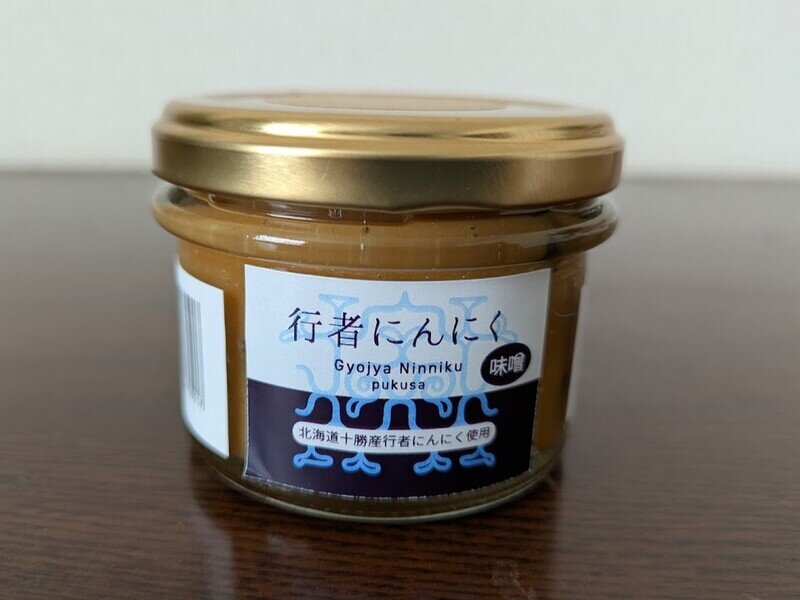 行者にんにく
Gyojya Ninniku
pukusa
味噌
北海道十勝産行者にんにく使用